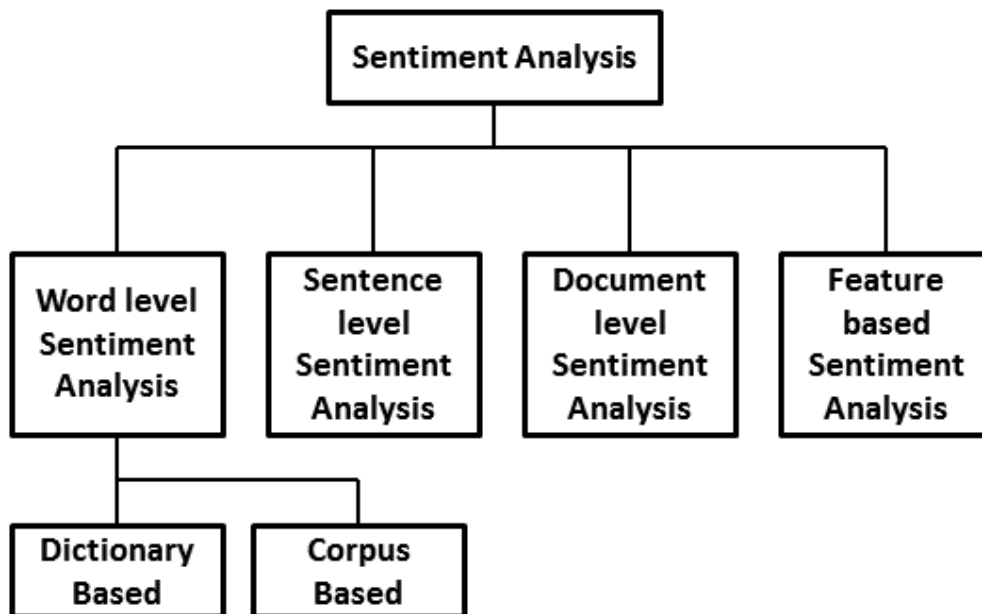 Sentiment Analysis
Word level
Sentiment
Analysis
Sentence
level
Sentiment
Analysis
Document
level
Sentiment
Analysis
Feature
based
Sentiment
Analysis
Dictionary
Based
Corpus
Based